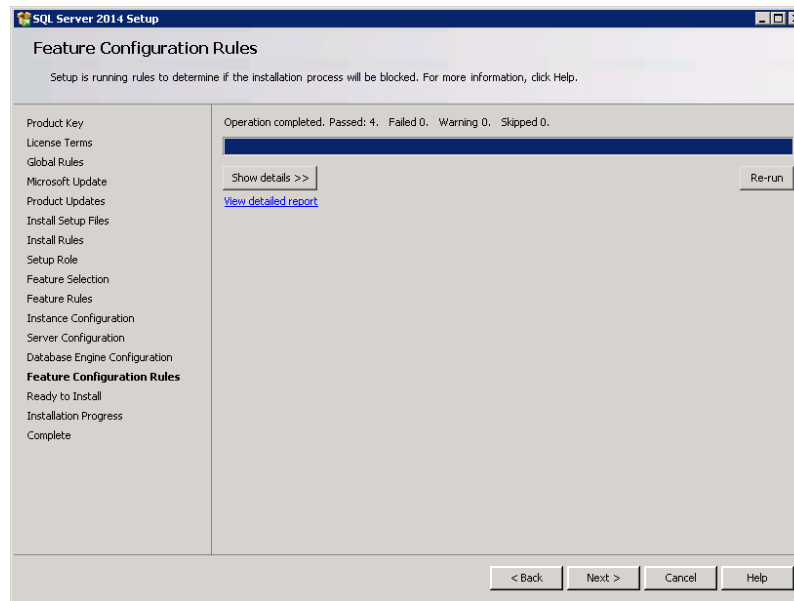 SQL Server 2014 Setup
Feature Configuration Rules
Setup is running rules to determine if the installation process will be blocked. For more information, click Help.
Product Key
License Terms
Global Rules
Microsoft Update
Product Updates
Install Setup Files
Install Rules
Setup Role
Feature Selection
Feature Rules
Instance Configuration
Server Configuration
Database Engine Configuration
Feature Configuration Rules
Ready to Install
Installation Progress
Complete
Operation completed. Passed: 4. Failed 0. Warning 0. Skipped 0.
Show details >>
Re-run
View detailed report
< Back
Next >
Cancel
Help